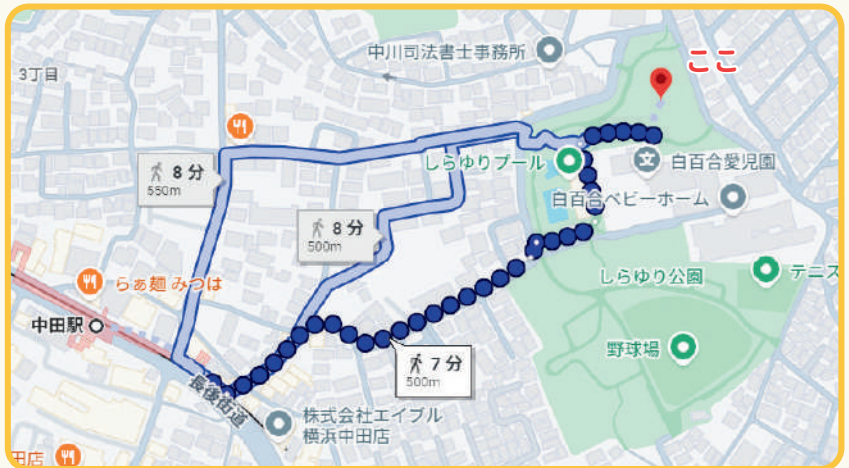 中川司法書士事務所
ここ
3丁目
8 分
550m
しらゆりプール
白百合愛児園
白百合ベビーホーム
8 分
500m
しらゆり公園
テニス
らぁ麺 みつは
中田駅
野球場
7 分
500m
長後街道
株式会社エイブル
横浜中田店
田店